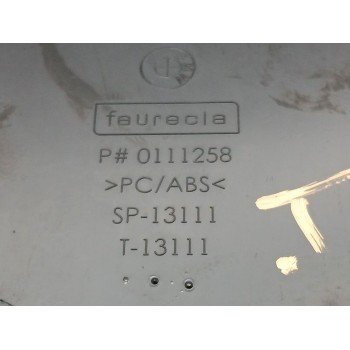 faurecia
P# 0111258
>PC/ABS<
SP-13111
T-13111